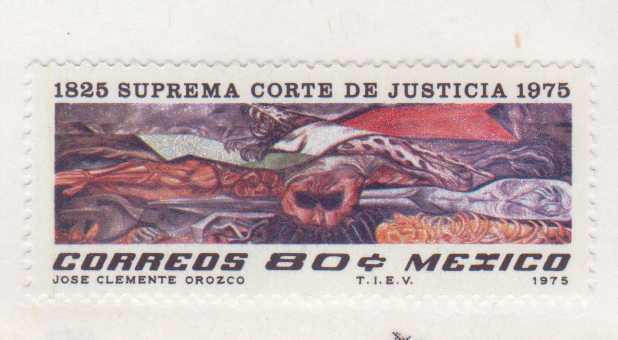 1825 SUPREMA CORTE DE JUSTICIA 1975
CORREOS 80¢ MEXICO
JOSE CLEMENTE OROZCO T.I.E.V. 1975